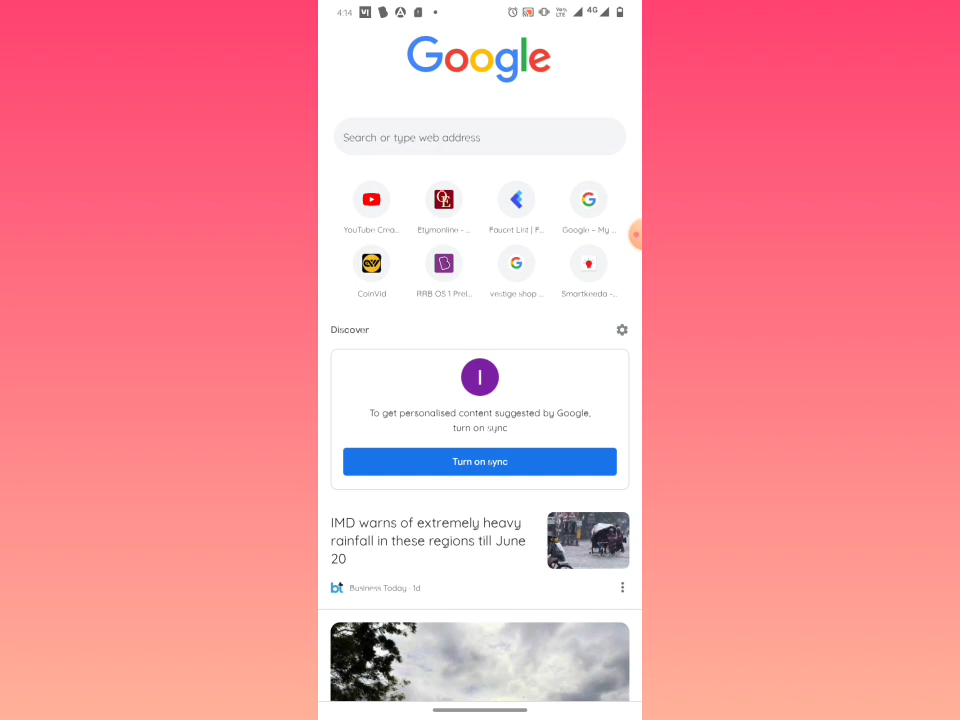 4:14
4G
Google
Search or type web address
YouTube Crea...
Etymonline - ...
Faucet List | F...
Google – My ...
CoinVid
RRB OS 1 Prel...
vestige shop ...
Smartkeeda -...
Discover
I
To get personalised content suggested by Google,
turn on sync
Turn on sync
IMD warns of extremely heavy
rainfall in these regions till June
20
bt Business Today · 1d